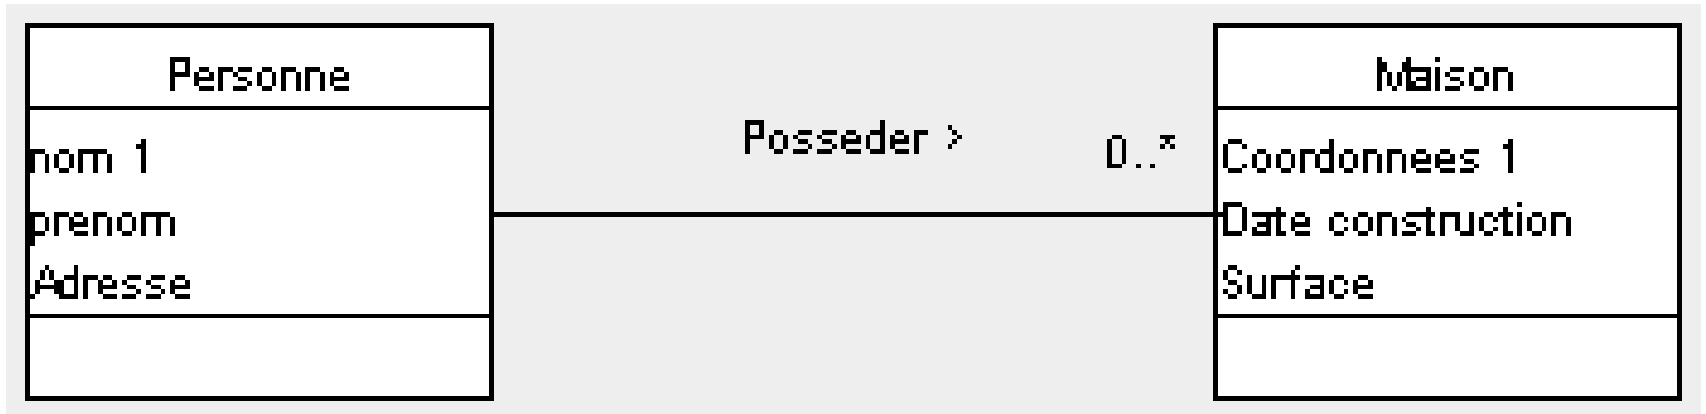 Personne
nom 1
prenom
Adresse
Posseder >
0..*
Maison
Coordonnees 1
Date construction
Surface